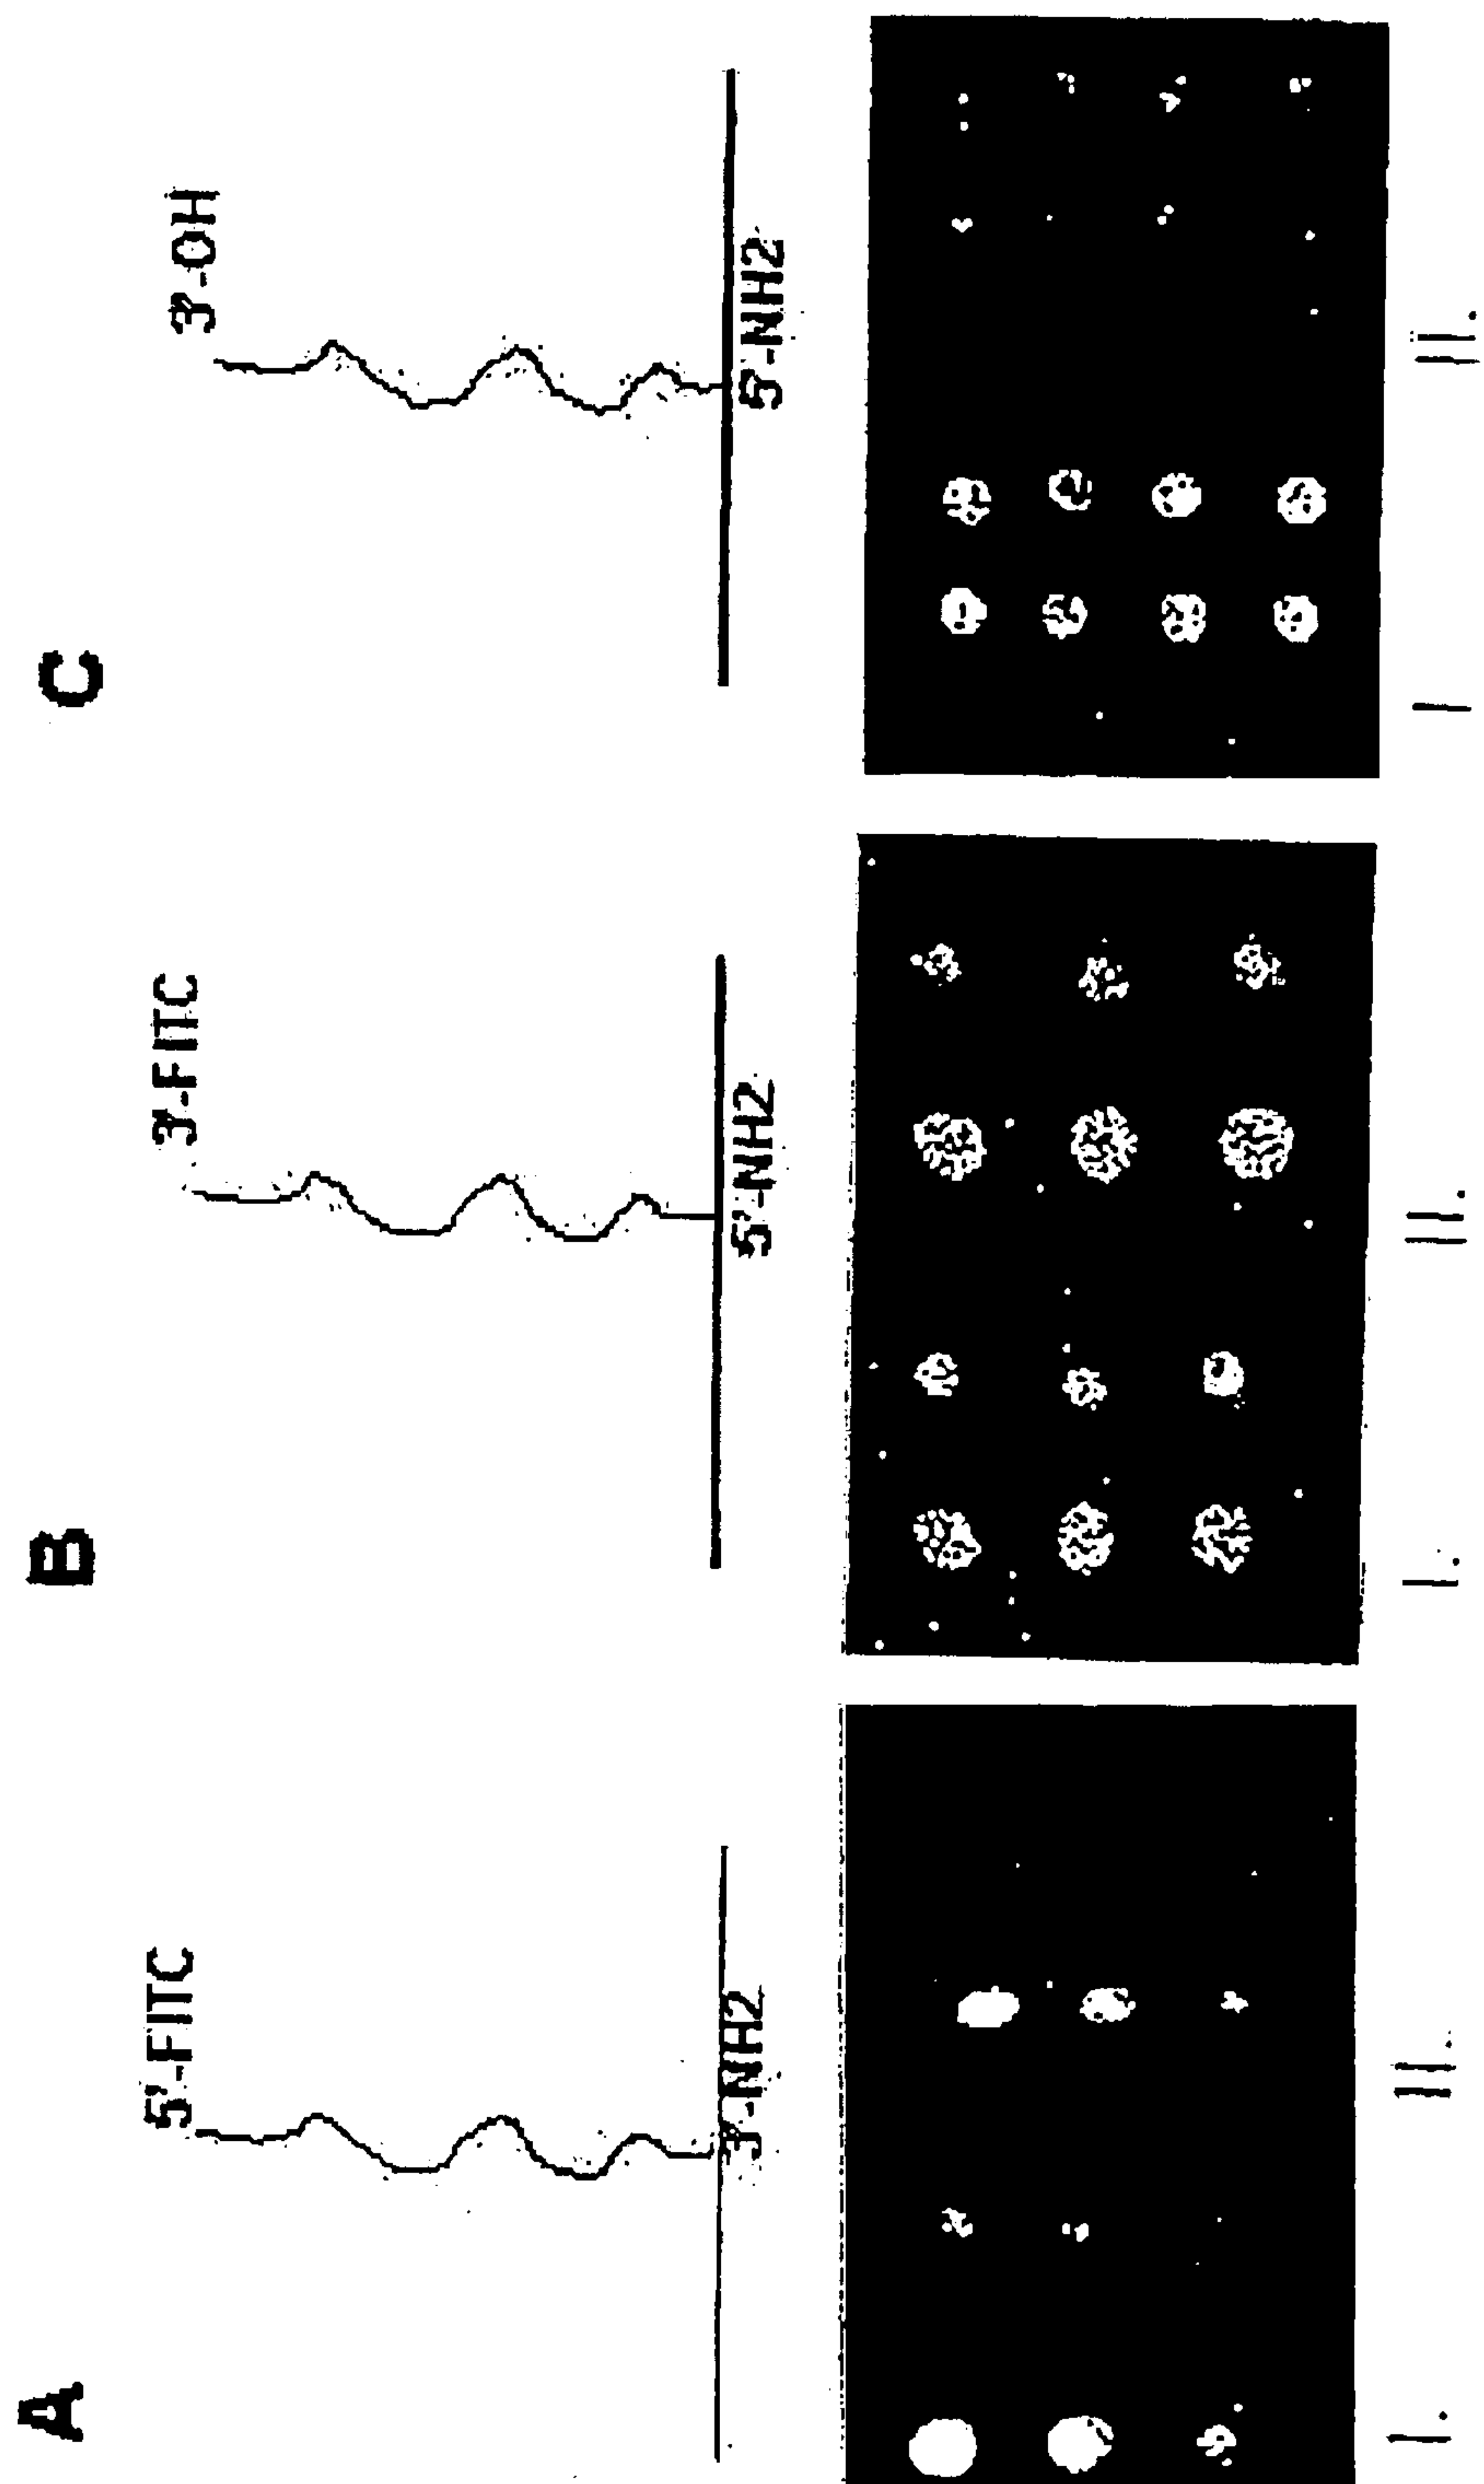 A
5'-FITC
3'-NH2
I.
II.
B
3'-FITC
5'-NH2
I.
II.
C
3'-OH
5'-NH2
I
II.